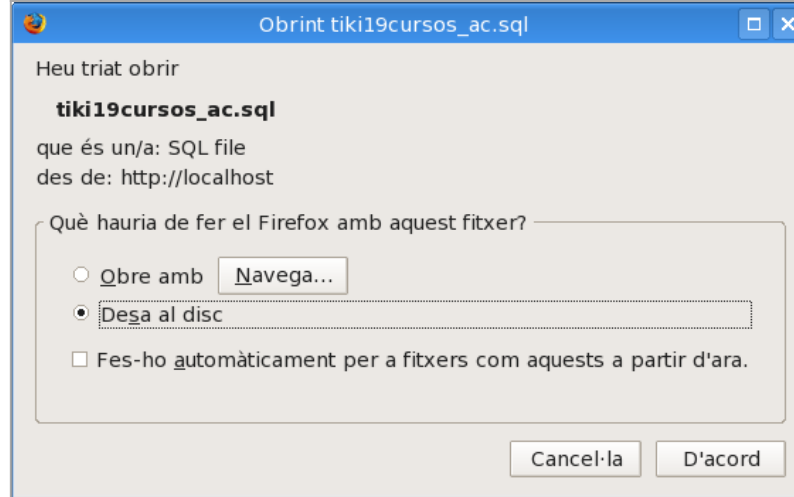 Obrint tiki19cursos_ac.sql
Heu triat obrir
tiki19cursos_ac.sql
que és un/a: SQL file
des de: http://localhost
Què hauria de fer el Firefox amb aquest fitxer?
Obre amb Navega...
Desa al disc
Fes-ho automàticament per a fitxers com aquests a partir d'ara.
Cancel·la D'acord